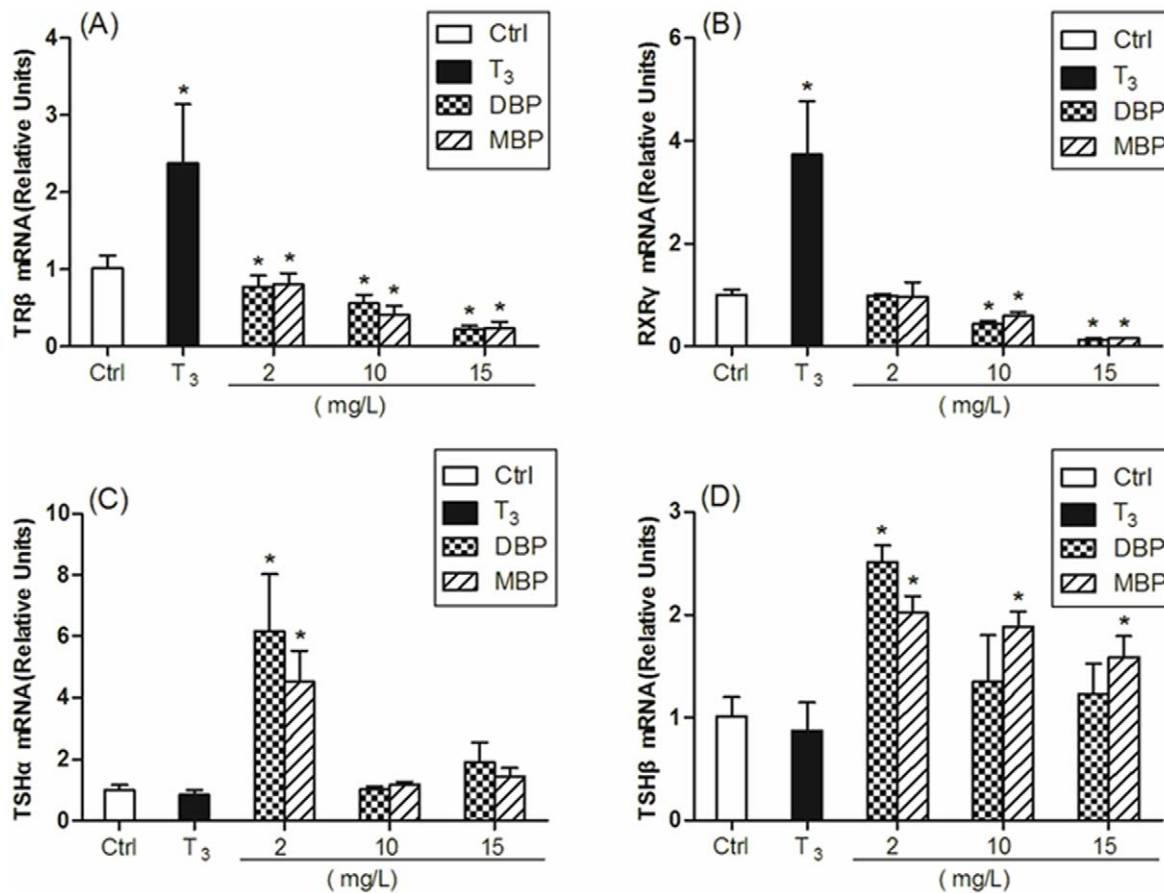 (A)
TRβ mRNA(Relative Units)
4
3
2
1
0
* * * * * * *
Ctrl T3 2 10 15
( mg/L)
Ctrl
T3
DBP
MBP
(B)
RXRγ mRNA(Relative Units)
6
4
2
0
* * * * *
Ctrl T3 2 10 15
( mg/L)
Ctrl
T3
DBP
MBP
(C)
TSHα mRNA(Relative Units)
10
8
6
4
2
0
* *
Ctrl T3 2 10 15
( mg/L)
Ctrl
T3
DBP
MBP
(D)
TSHβ mRNA(Relative Units)
3
2
1
0
* * * *
Ctrl T3 2 10 15
( mg/L)
Ctrl
T3
DBP
MBP